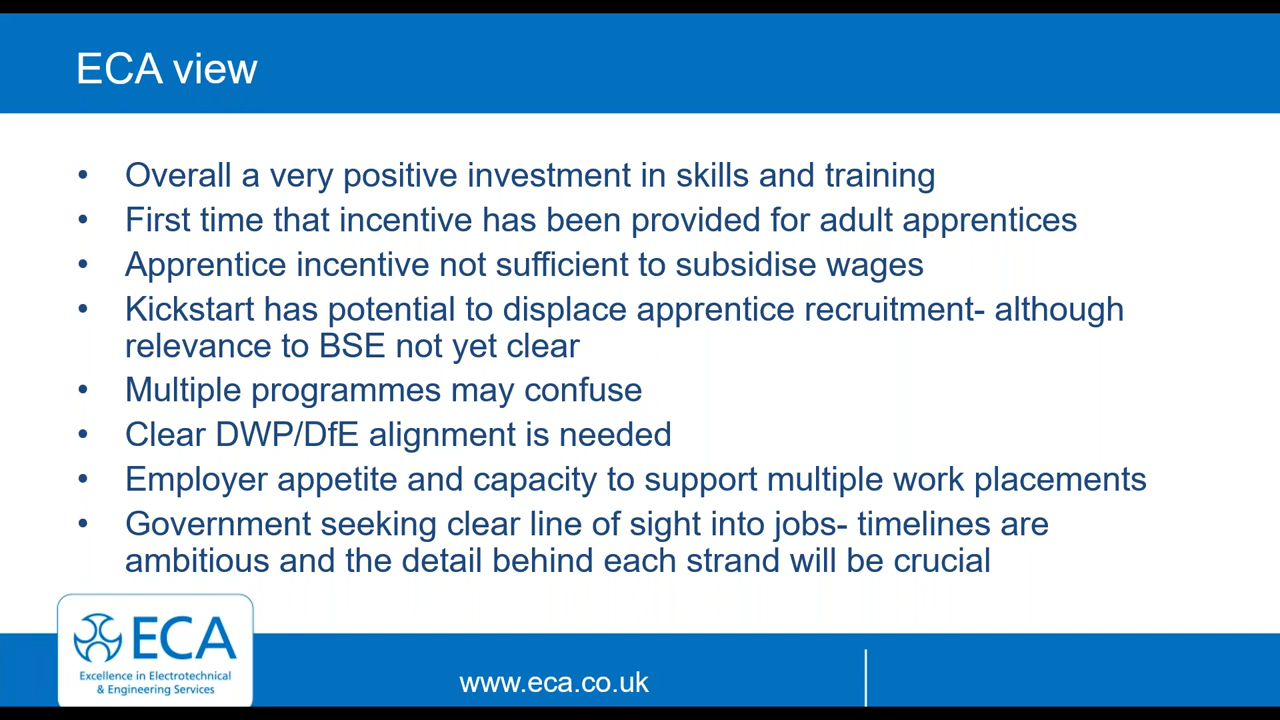 ECA view
• Overall a very positive investment in skills and training
• First time that incentive has been provided for adult apprentices
• Apprentice incentive not sufficient to subsidise wages
• Kickstart has potential to displace apprentice recruitment- although
relevance to BSE not yet clear
• Multiple programmes may confuse
• Clear DWP/DfE alignment is needed
• Employer appetite and capacity to support multiple work placements
• Government seeking clear line of sight into jobs- timelines are
ambitious and the detail behind each strand will be crucial
ECA
Excellence in Electrotechnical
& Engineering Services
www.eca.co.uk